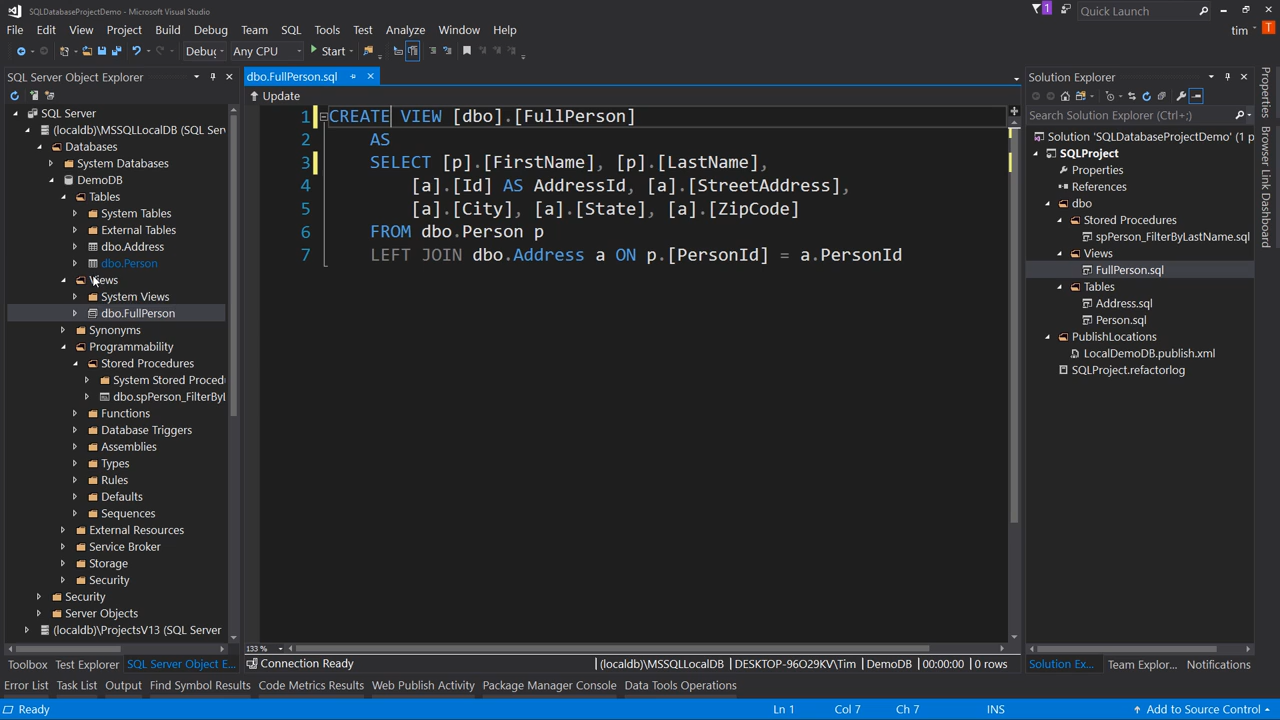 SQLDatabaseProjectDemo - Microsoft Visual Studio
1
Quick Launch
File Edit View Project Build Debug Team SQL Tools Test Analyze Window Help
tim T
Debug Any CPU Start
SQL Server Object Explorer
SQL Server
(localdb)\MSSQLLocalDB (SQL Serv
Databases
System Databases
DemoDB
Tables
System Tables
External Tables
dbo.Address
dbo.Person
Views
System Views
dbo.FullPerson
Synonyms
Programmability
Stored Procedures
System Stored Proced
dbo.spPerson_FilterByL
Functions
Database Triggers
Assemblies
Types
Rules
Defaults
Sequences
External Resources
Service Broker
Storage
Security
Security
Server Objects
(localdb)\ProjectsV13 (SQL Server
Toolbox Test Explorer SQL Server Object E...
dbo.FullPerson.sql
Update
1 CREATE VIEW [dbo].[FullPerson]
2 AS
3 SELECT [p].[FirstName], [p].[LastName],
4 [a].[Id] AS AddressId, [a].[StreetAddress],
5 [a].[City], [a].[State], [a].[ZipCode]
6 FROM dbo.Person p
7 LEFT JOIN dbo.Address a ON p.[PersonId] = a.PersonId
133 %
Connection Ready (localdb)\MSSQLLocalDB DESKTOP-96O29KV\Tim DemoDB 00:00:00 0 rows
Solution Explorer
Search Solution Explorer (Ctrl+;)
Solution 'SQLDatabaseProjectDemo' (1 p
SQLProject
Properties
References
dbo
Stored Procedures
spPerson_FilterByLastName.sql
Views
FullPerson.sql
Tables
Address.sql
Person.sql
PublishLocations
LocalDemoDB.publish.xml
SQLProject.refactorlog
Solution Ex... Team Explor... Notifications
Properties
Browser Link Dashboard
Error List Task List Output Find Symbol Results Code Metrics Results Web Publish Activity Package Manager Console Data Tools Operations
Ready Ln 1 Col 7 Ch 7 INS Add to Source Control